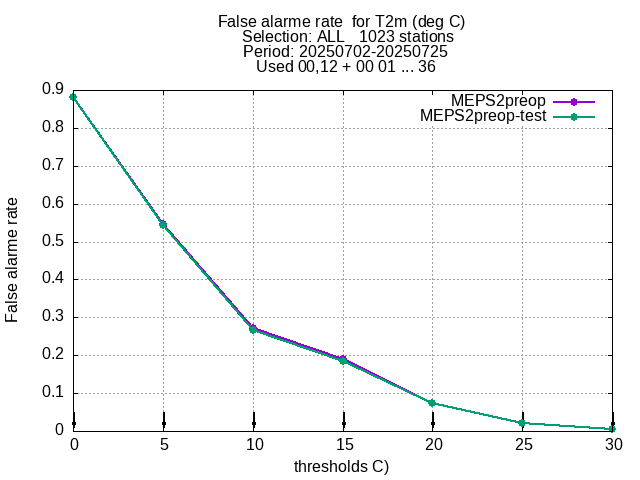 False alarme rate  for T2m (deg C)
Selection: ALL   1023 stations
Period: 20250702-20250725
Used 00,12 + 00 01 ... 36
MEPS2preop
MEPS2preop-test
0.9
0.8
0.7
0.6
0.5
0.4
0.3
0.2
0.1
0
False alarme rate
0 5 10 15 20 25 30
thresholds C)